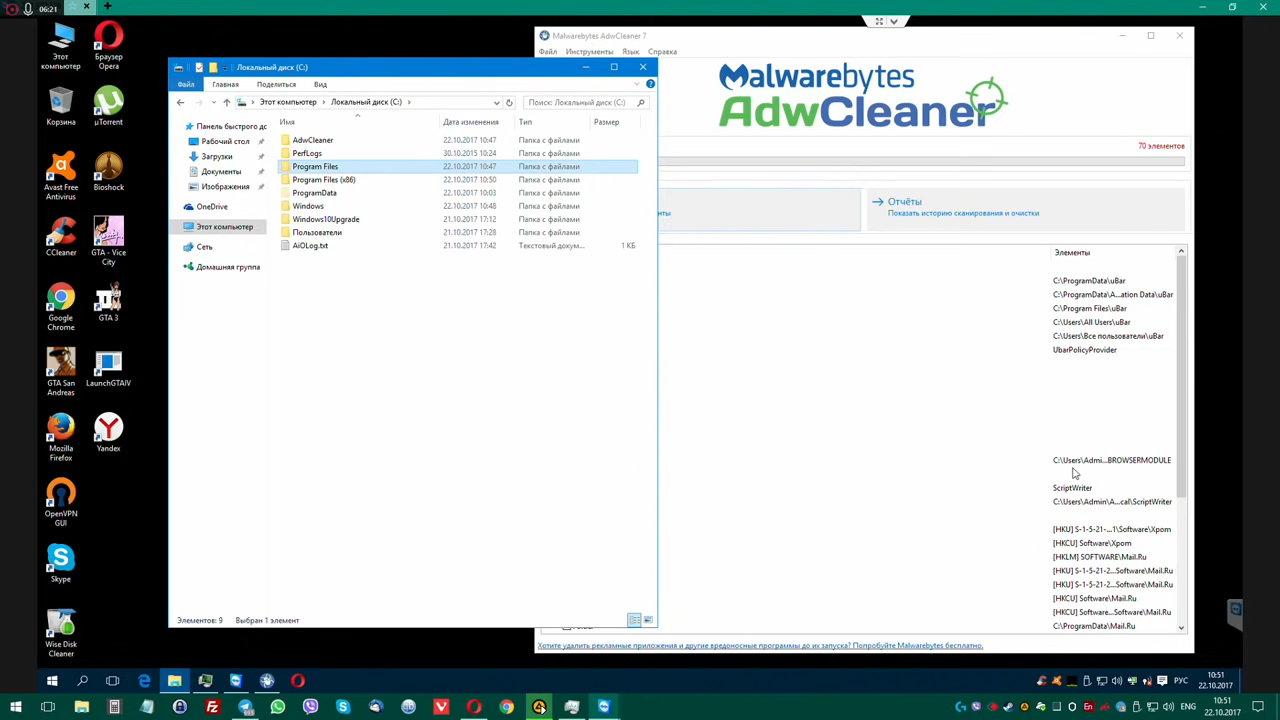 06:21
Malwarebytes AdwCleaner 7
Файл Инструменты Язык Справка
Malwarebytes
AdwCleaner
70 элементов
Отчёты
Показать историю сканирования и очистки
Элементы
C:\ProgramData\uBar
C:\ProgramData\A...ation Data\uBar
C:\Program Files\uBar
C:\Users\All Users\uBar
C:\Users\Все пользователи\uBar
UbarPolicyProvider
C:\Users\Admi...BROWSERMODULE
ScriptWriter
C:\Users\Admin\A...cal\ScriptWriter
[HKU] S-1-5-21-...1\Software\Xpom
[HKCU] Software\Xpom
[HKLM] SOFTWARE\Mail.Ru
[HKU] S-1-5-21-2...Software\Mail.Ru
[HKU] S-1-5-21-2...Software\Mail.Ru
[HKCU] Software\Mail.Ru
[HKCU] Software...Software\Mail.Ru
C:\ProgramData\Mail.Ru
Хотите удалить рекламные приложения и другие вредоносные программы до их запуска? Попробуйте Malwarebytes бесплатно.
Локальный диск (C:)
Файл Главная Поделиться Вид
Этот компьютер Локальный диск (C:)
Поиск: Локальный диск (C:)
Имя Дата изменения Тип Размер
AdwCleaner 22.10.2017 10:47 Папка с файлами
PerfLogs 30.10.2015 10:24 Папка с файлами
Program Files 22.10.2017 10:47 Папка с файлами
Program Files (x86) 22.10.2017 10:50 Папка с файлами
ProgramData 22.10.2017 10:03 Папка с файлами
Windows 22.10.2017 10:48 Папка с файлами
Windows10Upgrade 21.10.2017 17:12 Папка с файлами
Пользователи 21.10.2017 17:28 Папка с файлами
AiOLog.txt 21.10.2017 17:42 Текстовый докум... 1 КБ
Панель быстрого дс
Рабочий стол
Загрузки
Документы
Изображения
OneDrive
Этот компьютер
Сеть
Домашняя группа
Элементов: 9 Выбран 1 элемент
Этот
компьютер
Браузер
Opera
Корзина
µTorrent
Avast Free
Antivirus
Bioshock
CCleaner
GTA - Vice
City
Google
Chrome
GTA 3
GTA San
Andreas
LaunchGTAIV
Mozilla
Firefox
Yandex
OpenVPN
GUI
Skype
Wise Disk
Cleaner
РУС
10:51
22.10.2017
10:51
22.10.2017